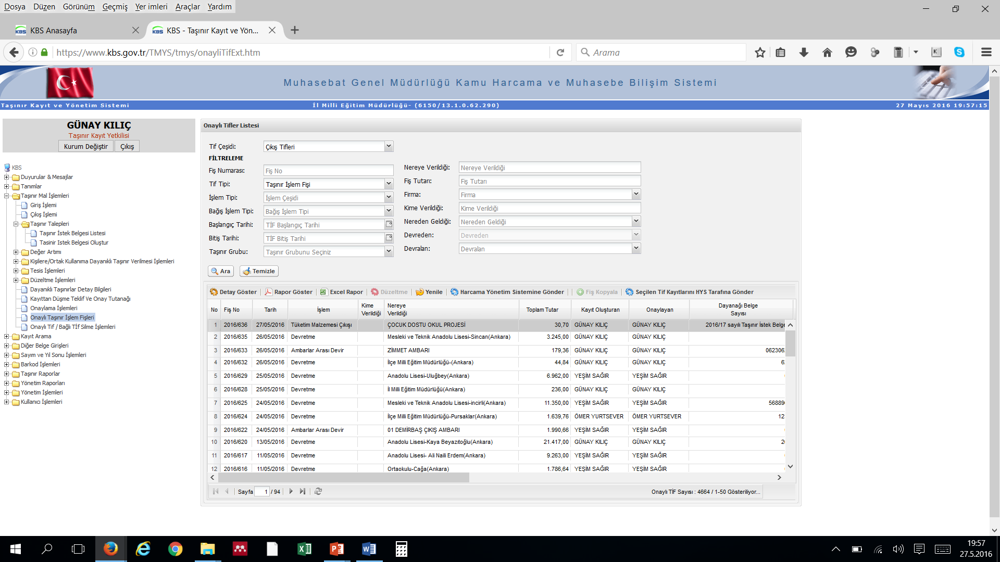 Dosya Düzen Görünüm Geçmiş Yer imleri Araçlar Yardım
KBS Anasayfa
KBS - Taşınır Kayıt ve Yön...
https://www.kbs.gov.tr/TMYS/tmys/onayliTifExt.htm
Arama
Muhasebat Genel Müdürlüğü Kamu Harcama ve Muhasebe Bilişim Sistemi
Taşınır Kayıt ve Yönetim Sistemi
İl Milli Eğitim Müdürlüğü- (6150/13.1.0.62.290)
27 Mayıs 2016 19:57:15
GÜNAY KILIÇ
Taşınır Kayıt Yetkilisi
Kurum Değiştir Çıkış
KBS
Duyurular & Mesajlar
Tanımlar
Taşınır Mal İşlemleri
Giriş İşlemi
Çıkış İşlemi
Taşınır Talepleri
Taşınır İstek Belgesi Listesi
Tasinir Istek Belgesi Oluştur
Değer Artımı
Kişilere/Ortak Kullanıma Dayanıklı Taşınır Verilmesi İşlemleri
Tesis İşlemleri
Düzeltme İşlemleri
Dayanıklı Taşınırlar Detay Bilgileri
Kayıttan Düşme Teklif Ve Onay Tutanağı
Onaylama İşlemleri
Onaylı Taşınır İşlem Fişleri
Onaylı Tif / Bağlı Tİf Silme İşlemleri
Kayıt Arama
Diğer Belge Girişleri
Sayım ve Yıl Sonu İşlemleri
Barkod İşlemleri
Taşınır Raporlar
Yönetim Raporları
Yönetim İşlemleri
Kullanıcı İşlemleri
Onaylı Tifler Listesi
Tif Çeşidi: Çıkış Tifleri
FİLTRELEME
Fiş Numarası: Fiş No
Tif Tipi: Taşınır İşlem Fişi
İşlem Tipi: İşlem Çeşidi
Bağış İşlem Tipi: Bağış İşlem Tipi
Başlangıç Tarihi: TİF Başlangıç Tarihi
Bitiş Tarihi: TİF Bitiş Tarihi
Taşınır Grubu: Taşınır Grubunu Seçiniz
Nereye Verildiği: Nereye Verildiği
Fiş Tutarı: Fiş Tutarı
Firma: Firma
Kime Verildiği: Kime Verildiği
Nereden Geldiği: Nereden Geldiği
Devreden: Devreden
Devralan: Devralan
Ara Temizle
Detay Göster Rapor Göster Excel Rapor Düzeltme Yenile Harcama Yönetim Sistemine Gönder Fiş Kopyala Seçilen Tif Kayıtlarını HYS Tarafına Gönder
No Fiş No Tarih İşlem Kime Verildiği Nereye Verildiği Toplam Tutar Kayıt Oluşturan Onaylayan Dayanağı Belge Sayısı
1 2016/636 27/05/2016 Tüketim Malzemesi Çıkışı ÇOCUK DOSTU OKUL PROJESİ 30,70 GÜNAY KILIÇ GÜNAY KILIÇ 2016/17 sayılı Taşınır İstek Belge
2 2016/635 26/05/2016 Devretme Mesleki ve Teknik Anadolu Lisesi-Sincan(Ankara) 3.245,00 GÜNAY KILIÇ GÜNAY KILIÇ
3 2016/633 26/05/2016 Ambarlar Arası Devir ZİMMET AMBARI 179,36 GÜNAY KILIÇ GÜNAY KILIÇ 062306
4 2016/632 26/05/2016 Devretme İlçe Milli Eğitim Müdürlüğü-(Ankara) 44,84 GÜNAY KILIÇ GÜNAY KILIÇ 6
5 2016/629 25/05/2016 Devretme Anadolu Lisesi-Uluğbey(Ankara) 6.962,00 YEŞİM SAĞIR YEŞİM SAĞIR
6 2016/628 25/05/2016 Devretme İl Milli Eğitim Müdürlüğü(Ankara) 236,00 GÜNAY KILIÇ GÜNAY KILIÇ
7 2016/625 24/05/2016 Devretme Mesleki ve Teknik Anadolu Lisesi-incirli(Ankara) 11.350,00 YEŞİM SAĞIR YEŞİM SAĞIR 56889
8 2016/624 24/05/2016 Devretme İlçe Milli Eğitim Müdürlüğü-Pursaklar(Ankara) 1.639,76 ÖMER YURTSEVER ÖMER YURTSEVER 12
9 2016/622 24/05/2016 Ambarlar Arası Devir 01 DEMİRBAŞ ÇIKIŞ AMBARI 1.990,66 YEŞİM SAĞIR YEŞİM SAĞIR
10 2016/620 13/05/2016 Devretme Anadolu Lisesi-Kaya Beyazıtoğlu(Ankara) 21.417,00 GÜNAY KILIÇ GÜNAY KILIÇ 2
11 2016/617 11/05/2016 Devretme Anadolu Lisesi- Ali Naili Erdem(Ankara) 9.263,00 YEŞİM SAĞIR YEŞİM SAĞIR
12 2016/616 11/05/2016 Devretme Ortaokulu-Cağa(Ankara) 1.786,64 YEŞİM SAĞIR YEŞİM SAĞIR
Sayfa 1 / 94
Onaylı TİF Sayısı : 4664 / 1-50 Gösteriliyor...
19:57
27.5.2016